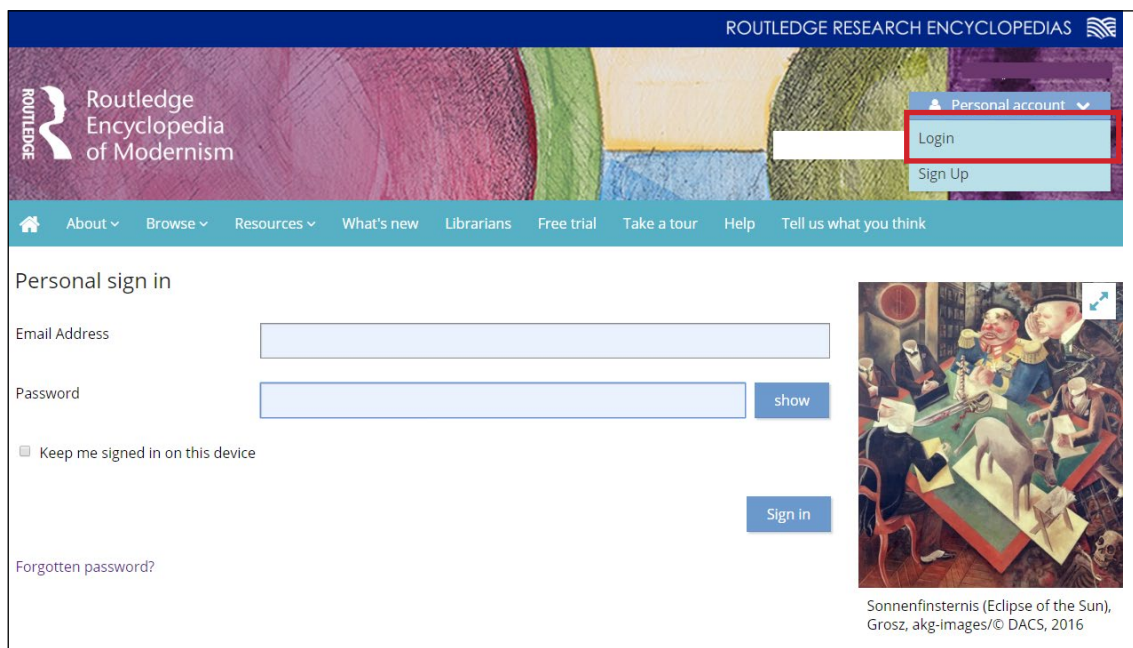 ROUTLEDGE RESEARCH ENCYCLOPEDIAS
ROUTLEDGE
Routledge
Encyclopedia
of Modernism
Personal account
Login
Sign Up
About Browse Resources What's new Librarians Free trial Take a tour Help Tell us what you think
Personal sign in
Email Address
Password
show
Keep me signed in on this device
Sign in
Forgotten password?
Sonnenfinsternis (Eclipse of the Sun),
Grosz, akg-images/© DACS, 2016